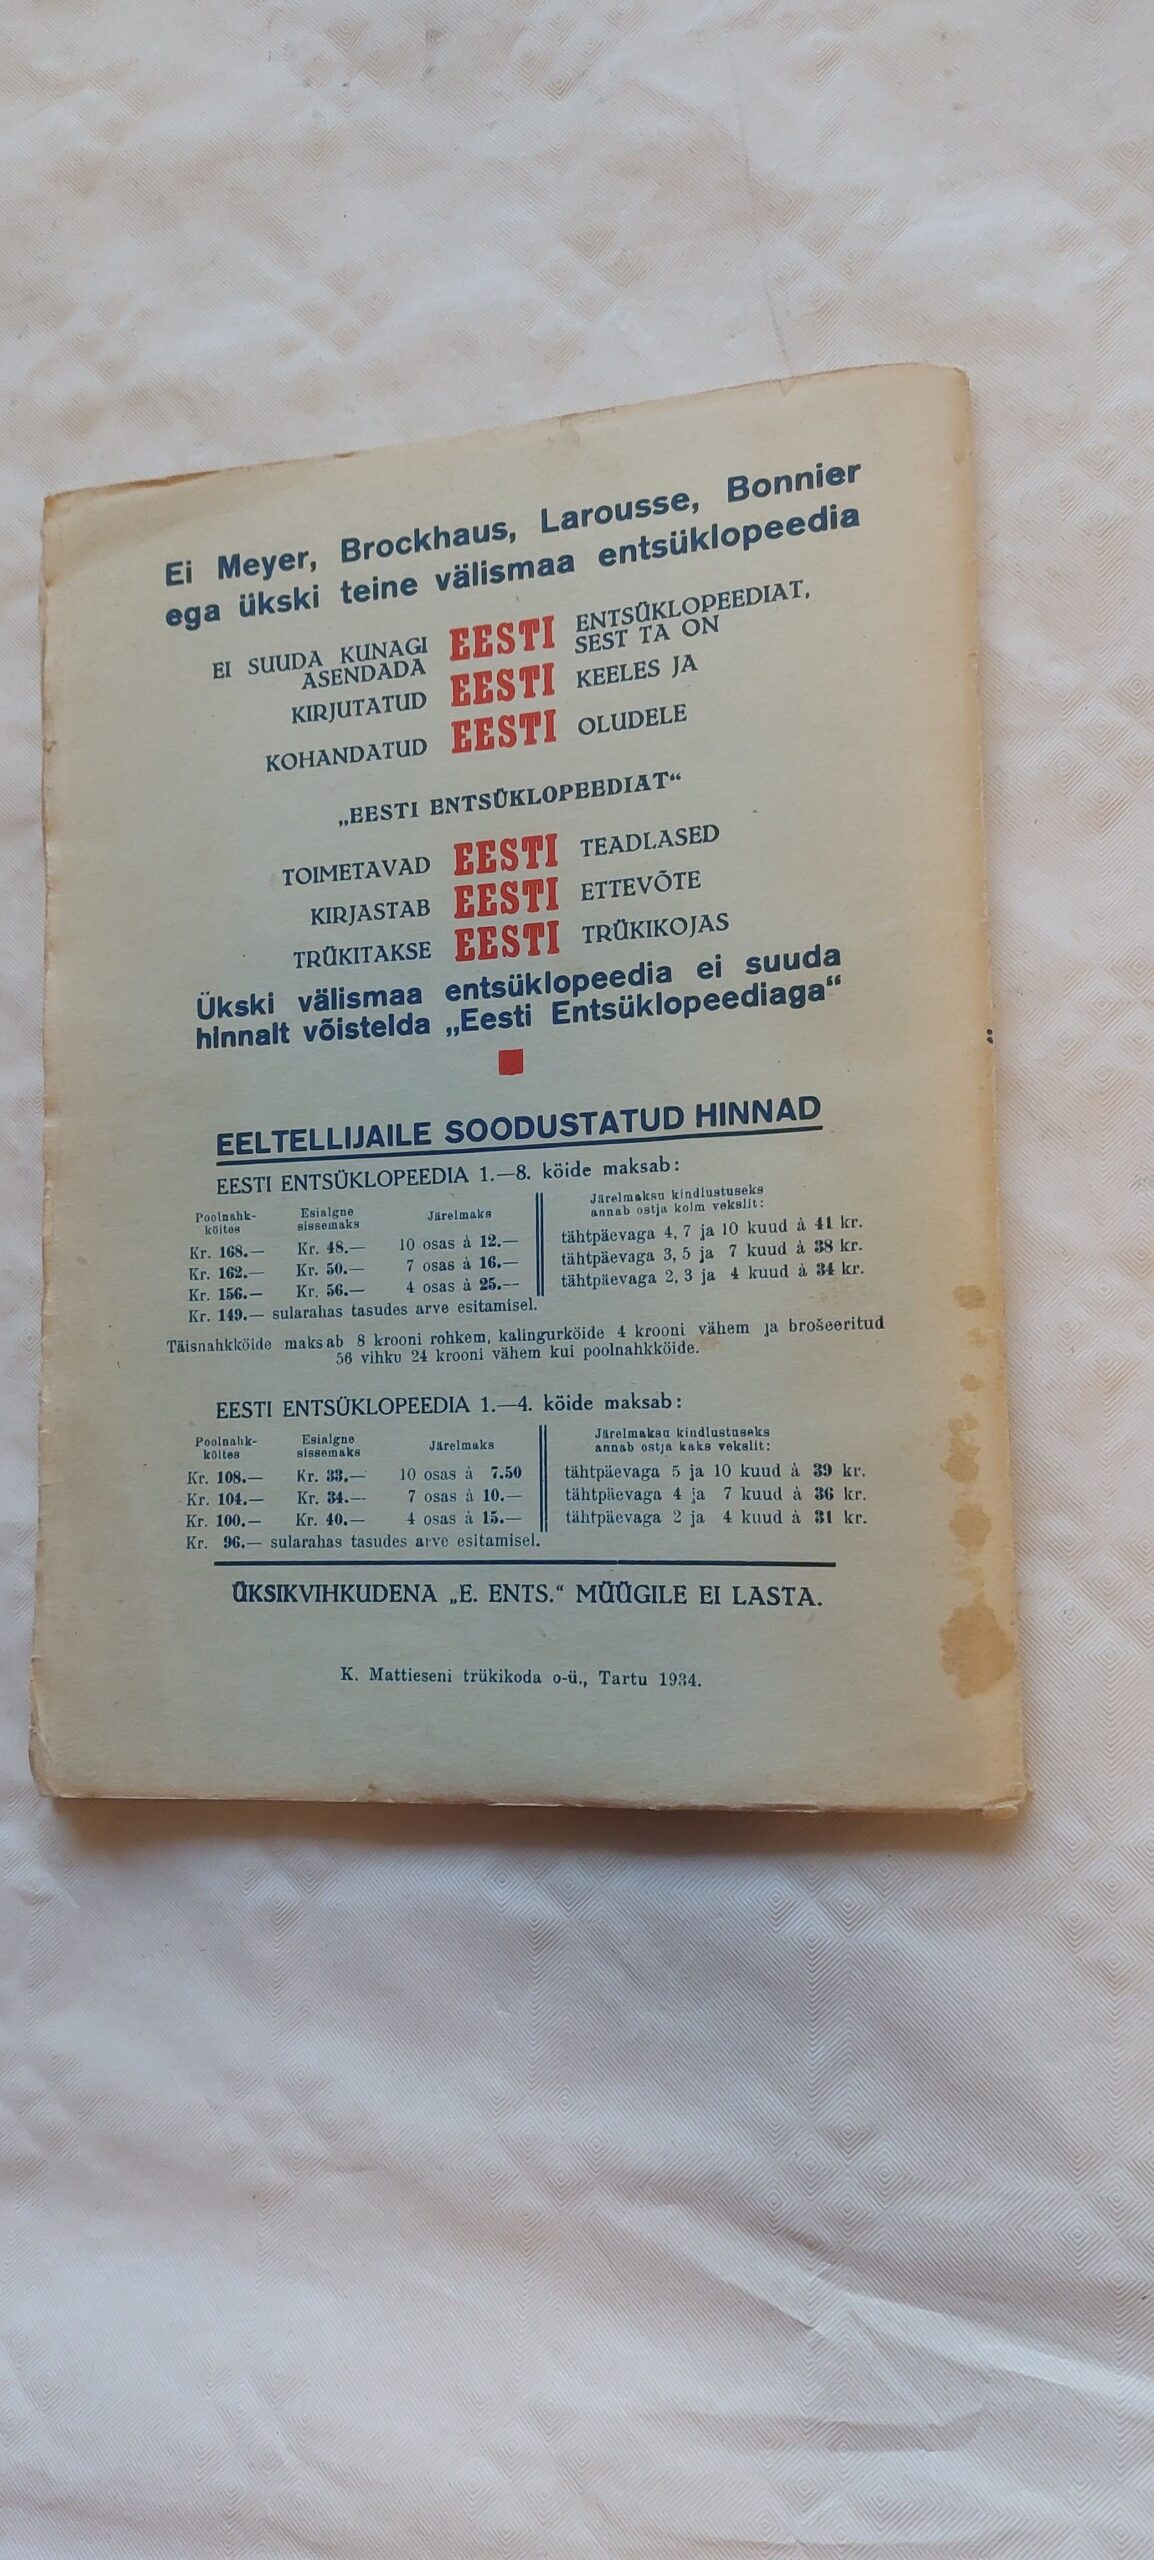 Ei Meyer, Brockhaus, Larousse, Bonnier
ega ükski teine välismaa entsüklopeedia
EI SUUDA KUNAGI ASENDADA EESTI ENTSÜKLOPEEDIAT, SEST TA ON
KIRJUTATUD EESTI KEELES JA
KOHANDATUD EESTI OLUDELE
„EESTI ENTSÜKLOPEEDIAT“
TOIMETAVAD EESTI TEADLASED
KIRJASTAB EESTI ETTEVÕTE
TRÜKITAKSE EESTI TRÜKIKOJAS
Ükski välismaa entsüklopeedia ei suuda
hinnalt võistelda „Eesti Entsüklopeediaga“
EELTELLIJAILE SOODUSTATUD HINNAD
EESTI ENTSÜKLOPEEDIA 1.—8. köide maksab:
Poolnahk-köites Esialgne sissemaks Järelmaks Järelmaksu kindlustuseks annab ostja kolm vekslit:
Kr. 168.— Kr. 48.— 10 osas à 12.— tähtpäevaga 4, 7 ja 10 kuud à 41 kr.
Kr. 162.— Kr. 50.— 7 osas à 16.— tähtpäevaga 3, 5 ja 7 kuud à 38 kr.
Kr. 156.— Kr. 56.— 4 osas à 25.— tähtpäevaga 2, 3 ja 4 kuud à 34 kr.
Kr. 149.— sularahas tasudes arve esitamisel.
Täisnahkköide maksab 8 krooni rohkem, kalingurköide 4 krooni vähem ja brošeeritud
56 vihku 24 krooni vähem kui poolnahkköide.
EESTI ENTSÜKLOPEEDIA 1.—4. köide maksab:
Poolnahk-köites Esialgne sissemaks Järelmaks Järelmaksu kindlustuseks annab ostja kaks vekslit:
Kr. 108.— Kr. 33.— 10 osas à 7.50 tähtpäevaga 5 ja 10 kuud à 39 kr.
Kr. 104.— Kr. 34.— 7 osas à 10.— tähtpäevaga 4 ja 7 kuud à 36 kr.
Kr. 100.— Kr. 40.— 4 osas à 15.— tähtpäevaga 2 ja 4 kuud à 31 kr.
Kr. 96.— sularahas tasudes arve esitamisel.
ÜKSIKVIHKUDENA „E. ENTS.“ MÜÜGILE EI LASTA.
K. Mattieseni trükikoda o-ü., Tartu 1934.